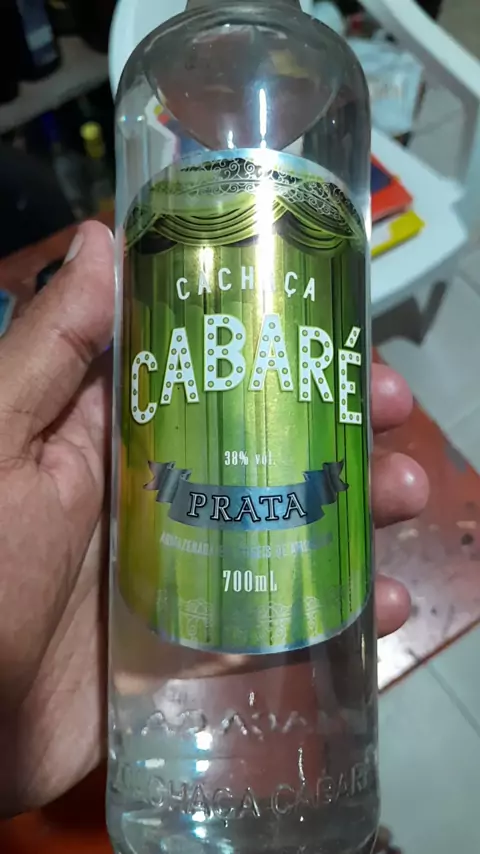 CACHAÇA
CABARÉ
38% vol.
PRATA
700mL
CACHAÇA CABARÉ